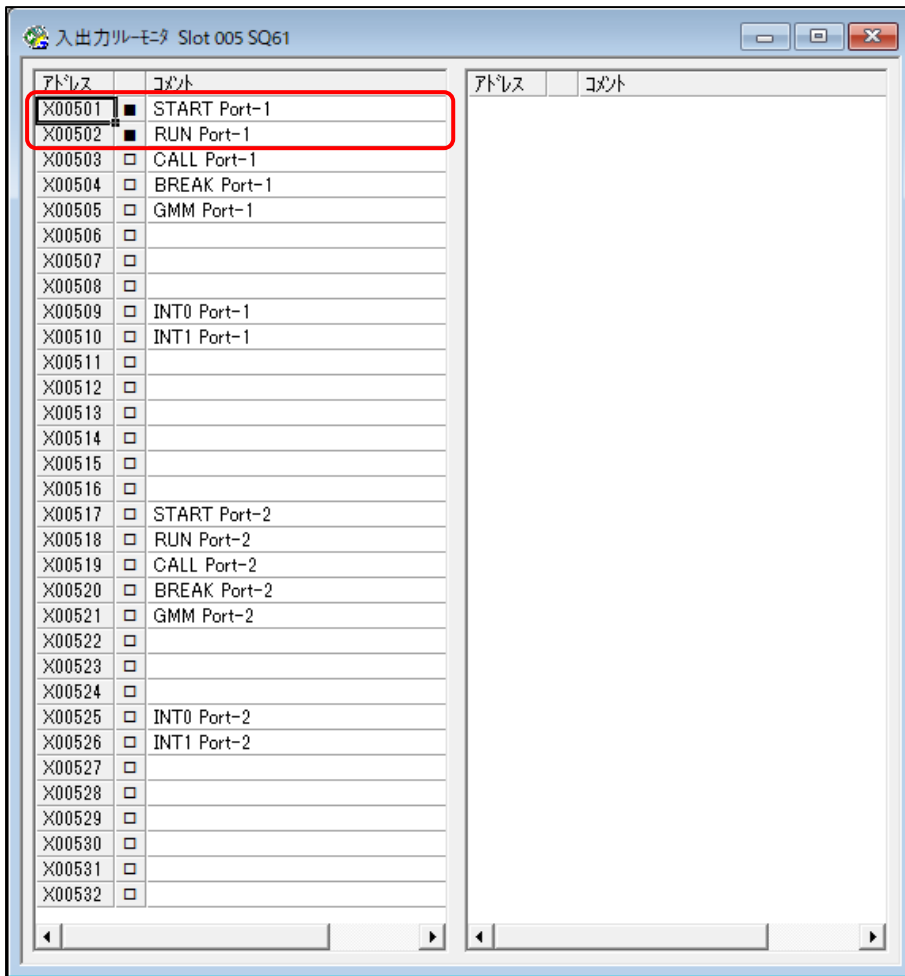 入出力リレーモニタ Slot 005 SQ61
アドレス コメント
X00501 ■ START Port-1
X00502 ■ RUN Port-1
X00503 □ CALL Port-1
X00504 □ BREAK Port-1
X00505 □ GMM Port-1
X00506 □
X00507 □
X00508 □
X00509 □ INT0 Port-1
X00510 □ INT1 Port-1
X00511 □
X00512 □
X00513 □
X00514 □
X00515 □
X00516 □
X00517 □ START Port-2
X00518 □ RUN Port-2
X00519 □ CALL Port-2
X00520 □ BREAK Port-2
X00521 □ GMM Port-2
X00522 □
X00523 □
X00524 □
X00525 □ INT0 Port-2
X00526 □ INT1 Port-2
X00527 □
X00528 □
X00529 □
X00530 □
X00531 □
X00532 □
アドレス コメント